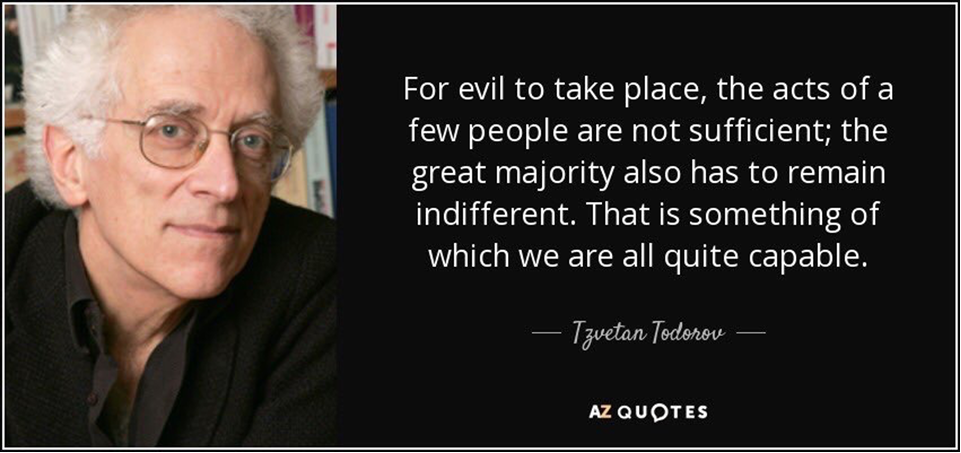 For evil to take place, the acts of a
few people are not sufficient; the
great majority also has to remain
indifferent. That is something of
which we are all quite capable.
Tzvetan Todorov
AZ QUOTES